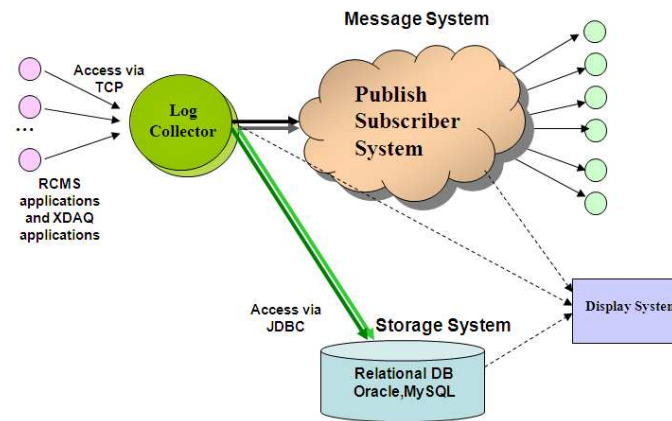 Message System
Access via
TCP
...
Log
Collector
Publish
Subscriber
System
RCMS
applications
and XDAQ
applications
Access via
JDBC
Storage System
Display System
Relational DB
Oracle,MySQL